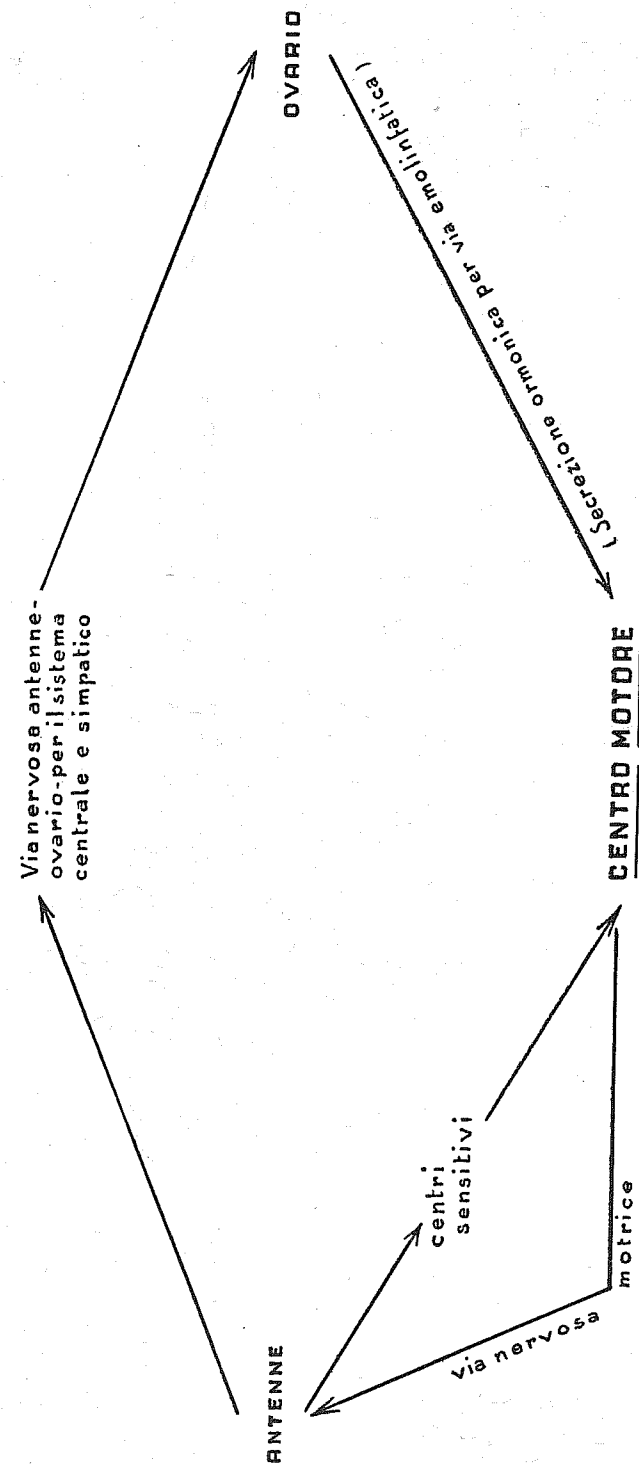 Via nervosa antenne-
ovario-per il sistema
centrale e simpatico
ANTENNE
OVARIO
centri
sensitivi
(Secrezione ormonica per via emolinfatica)
via nervosa
motrice
CENTRO MOTORE